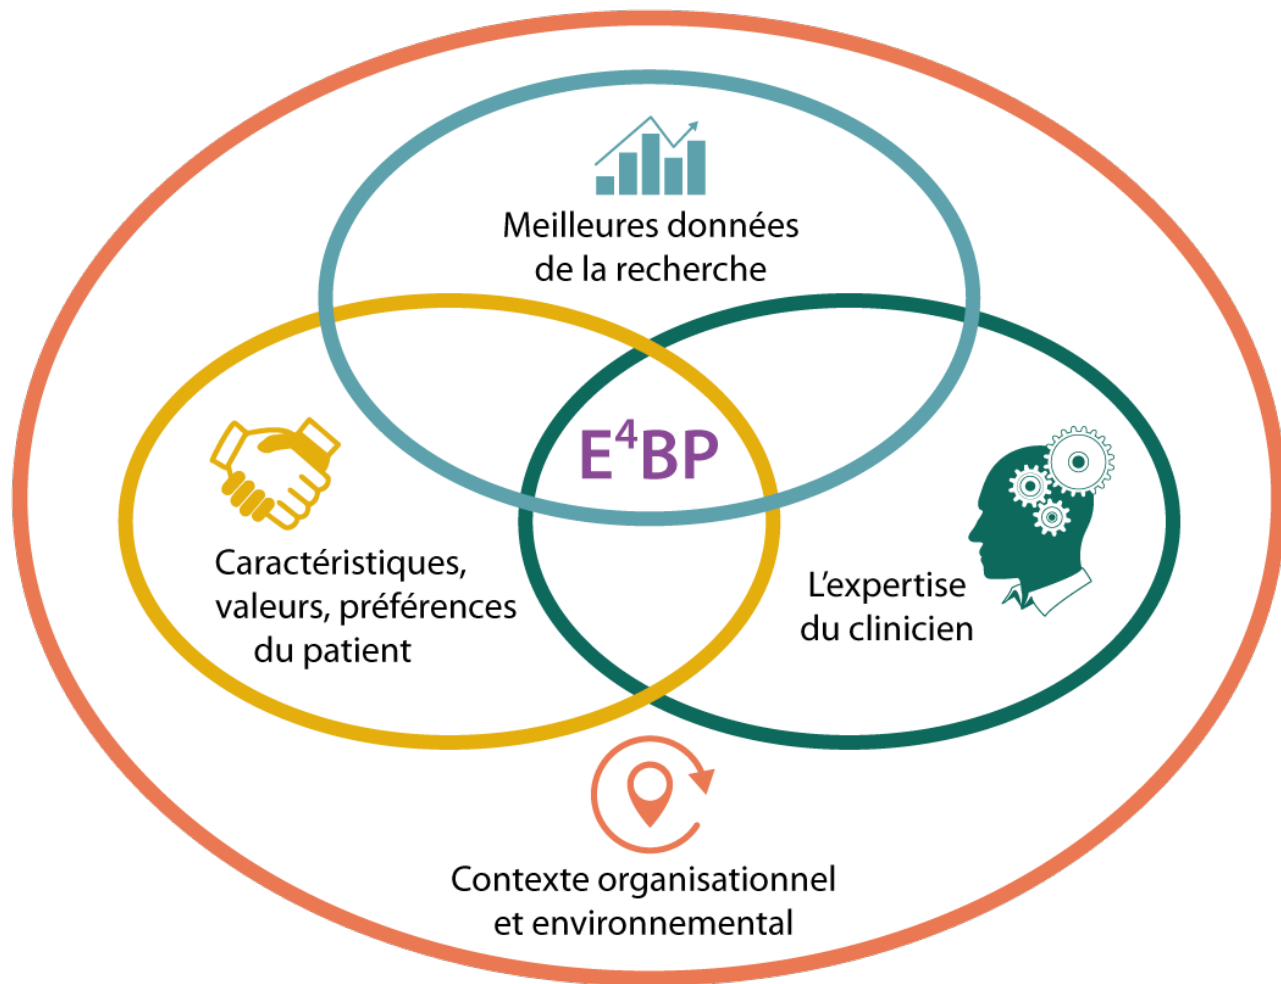 Meilleures données
de la recherche
E⁴BP
Caractéristiques,
valeurs, préférences
du patient
L’expertise
du clinicien
Contexte organisationnel
et environnemental